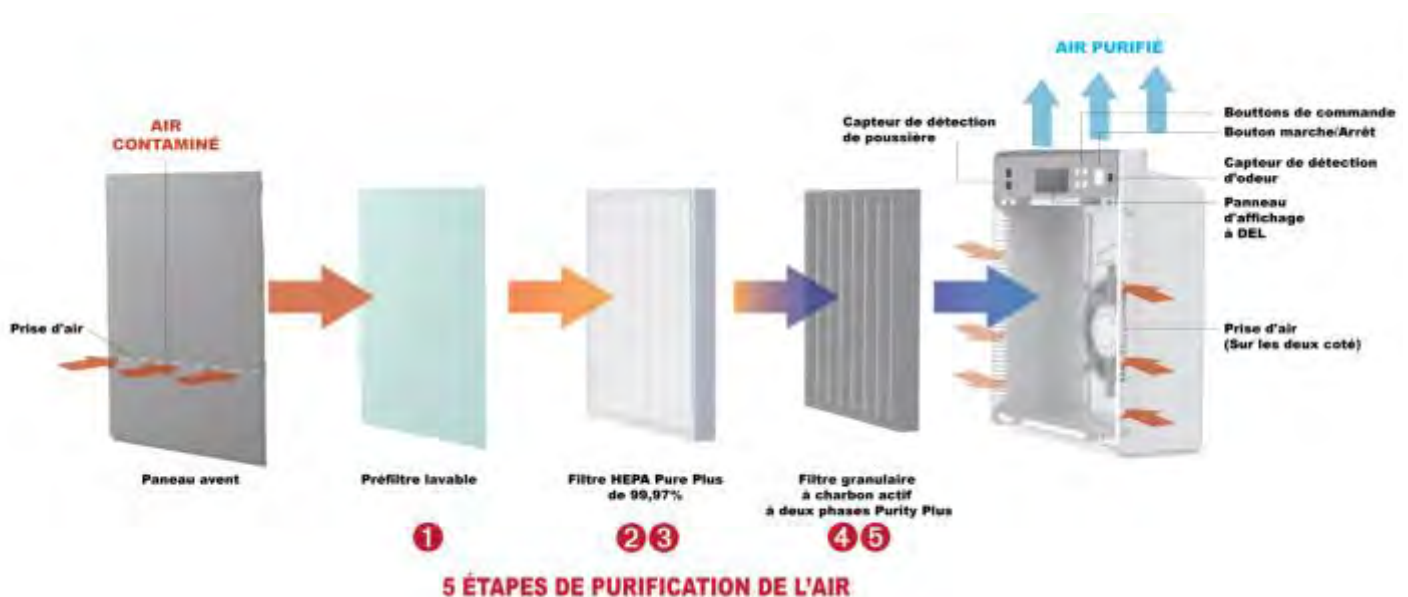 AIR PURIFIÉ
AIR
CONTAMINÉ
Capteur de détection
de poussière
Bouttons de commande
Bouton marche/Arrêt
Capteur de détection
d'odeur
Panneau
d'affichage
à DEL
Prise d'air
Prise d'air
(Sur les deux coté)
Paneau avent
Préfiltre lavable
Filtre HEPA Pure Plus
de 99,97%
Filtre granulaire
à charbon actif
à deux phases Purity Plus
1
2 3
4 5
5 ÉTAPES DE PURIFICATION DE L'AIR